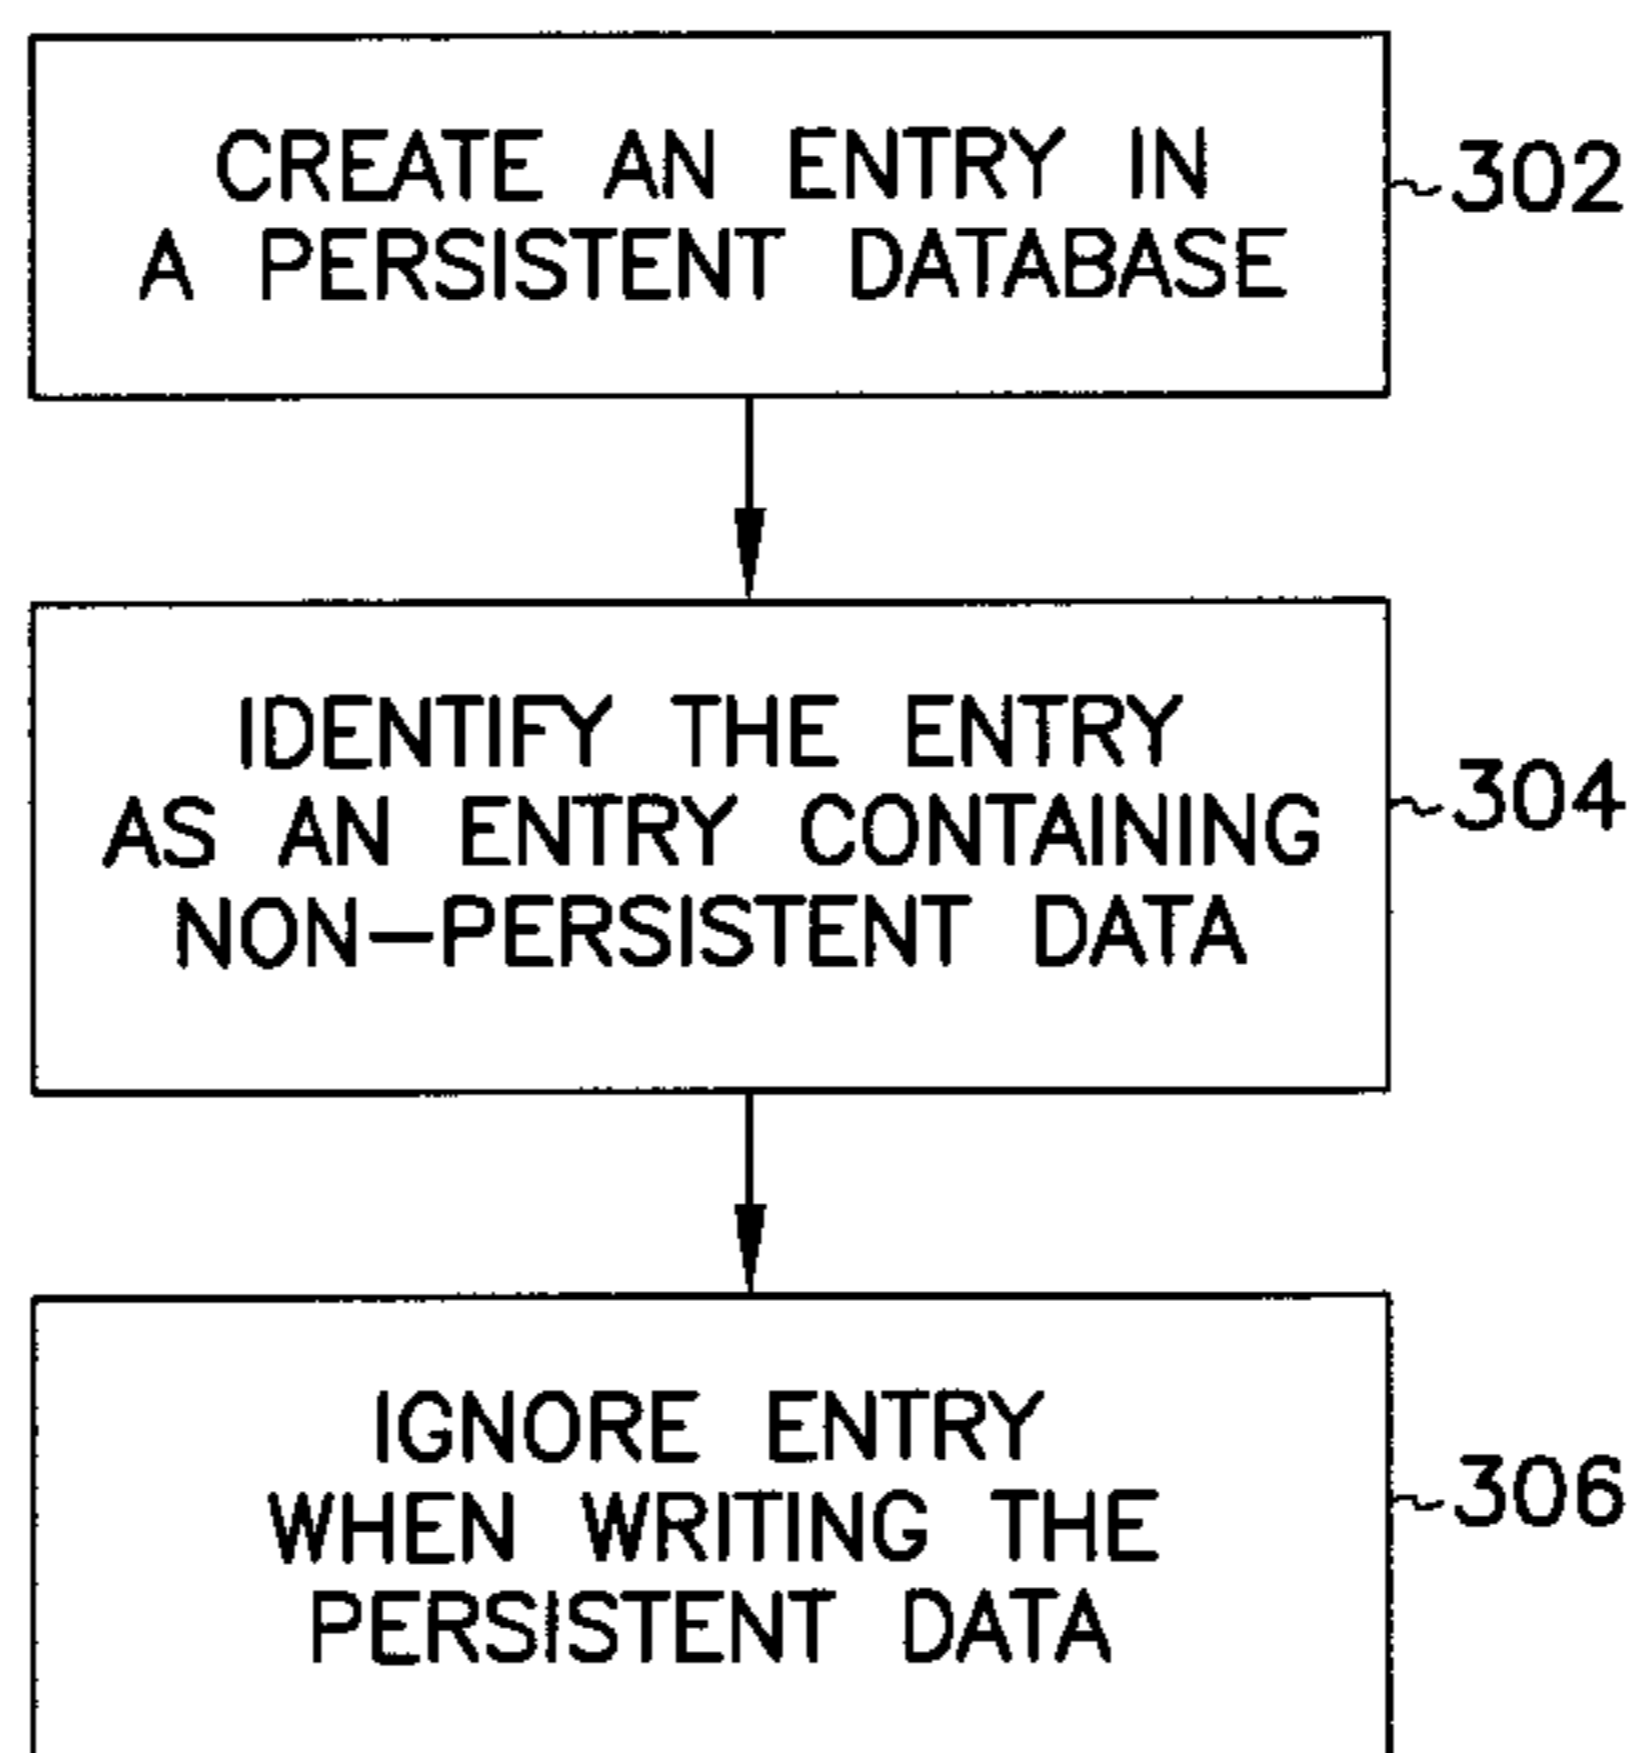 CREATE AN ENTRY IN
A PERSISTENT DATABASE
302
IDENTIFY THE ENTRY
AS AN ENTRY CONTAINING
NON-PERSISTENT DATA
304
IGNORE ENTRY
WHEN WRITING THE
PERSISTENT DATA
306